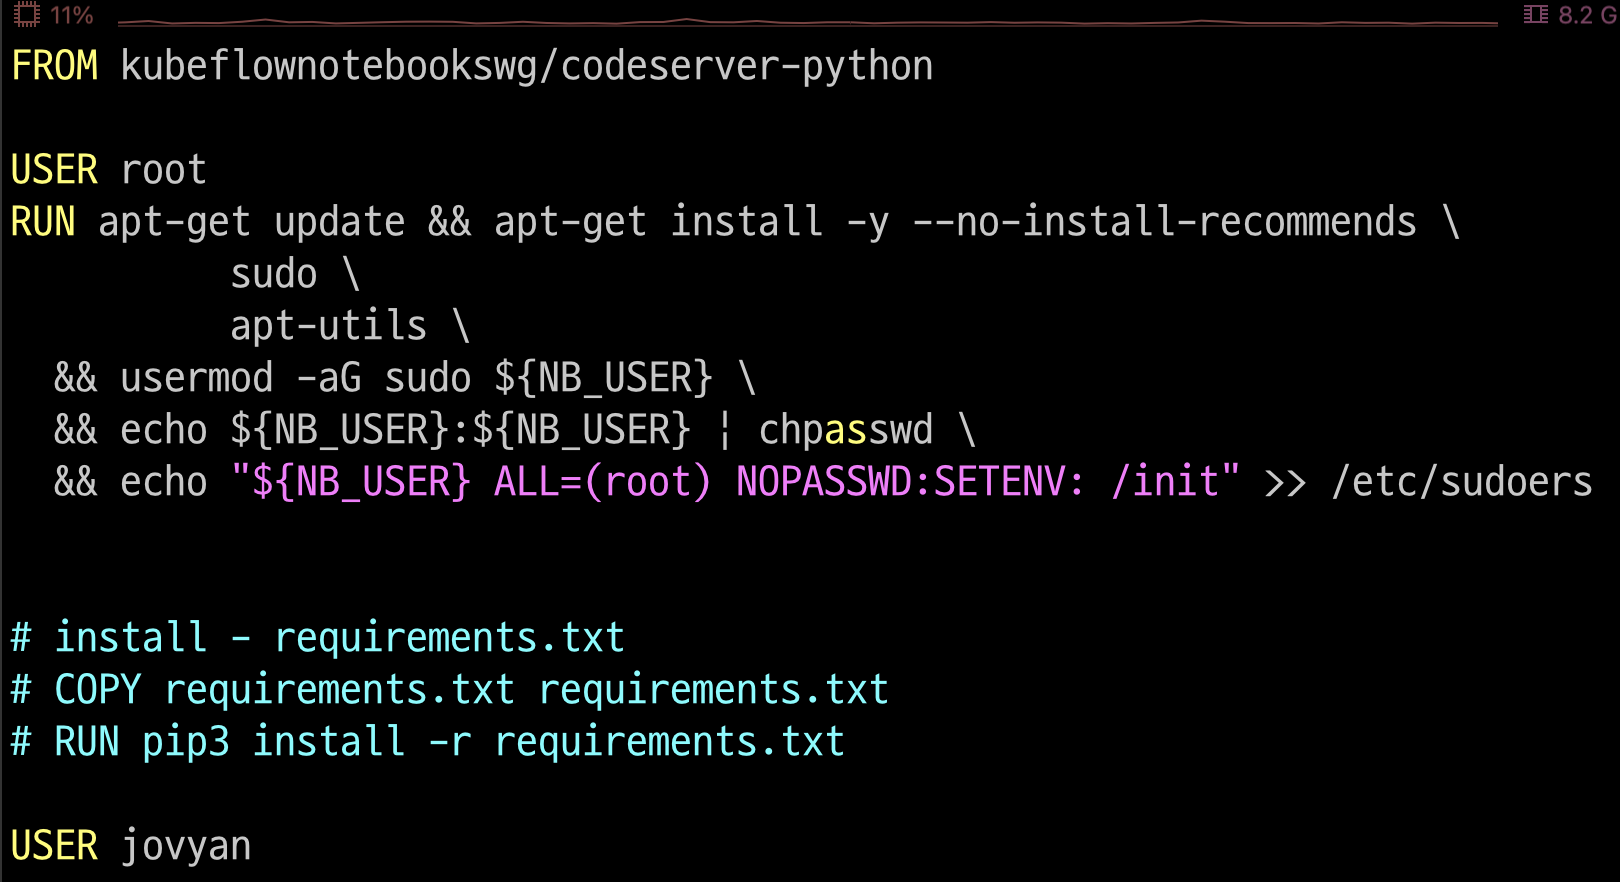 11% 8.2 G
FROM kubeflownotebookswg/codeserver-python
USER root
RUN apt-get update && apt-get install -y --no-install-recommends \
sudo \
apt-utils \
&& usermod -aG sudo ${NB_USER} \
&& echo ${NB_USER}:${NB_USER} | chpasswd \
&& echo "${NB_USER} ALL=(root) NOPASSWD:SETENV: /init" >> /etc/sudoers
# install - requirements.txt
# COPY requirements.txt requirements.txt
# RUN pip3 install -r requirements.txt
USER jovyan